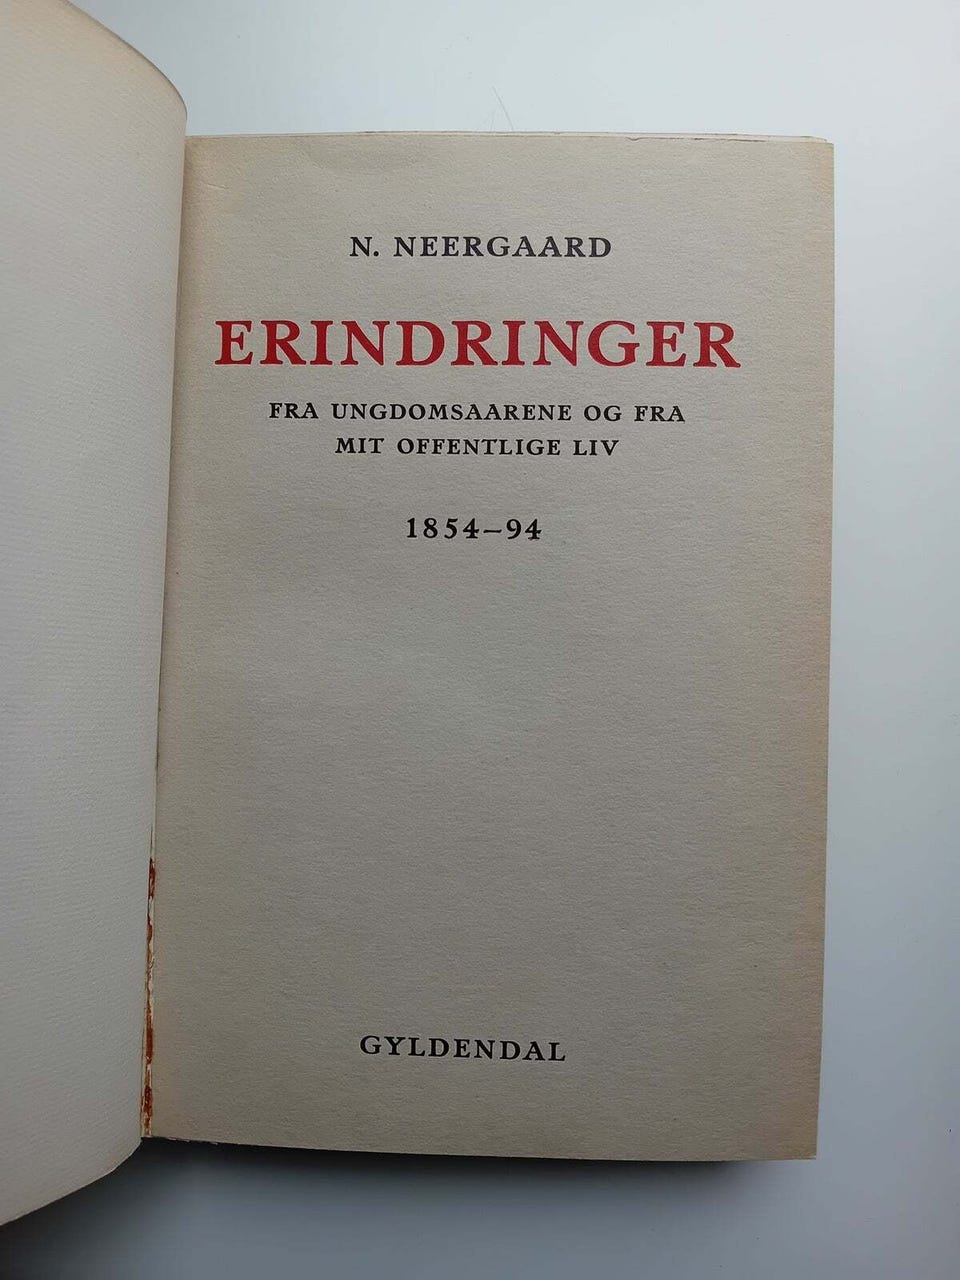 N. NEERGAARD
ERINDRINGER
FRA UNGDOMSAARENE OG FRA
MIT OFFENTLIGE LIV
1854–94
GYLDENDAL